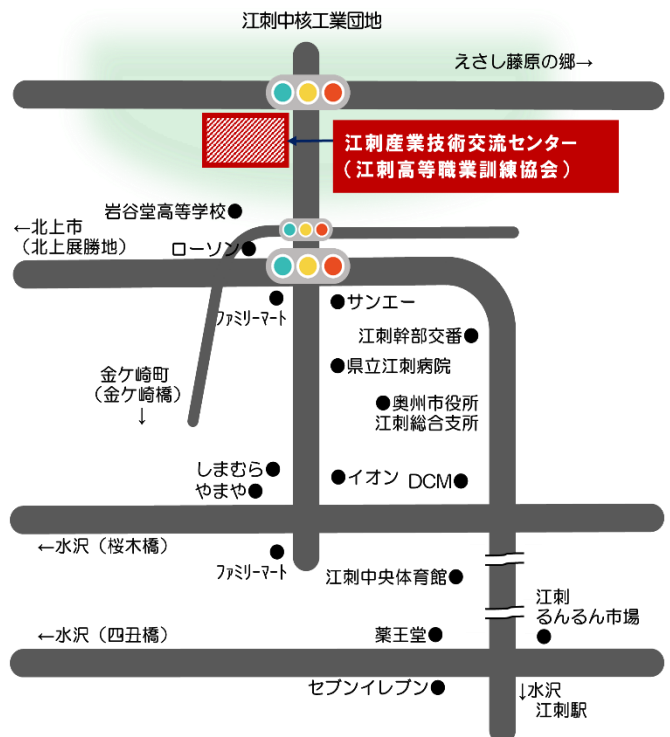 江刺中核工業団地
えさし藤原の郷→
江刺産業技術交流センター
（江刺高等職業訓練協会）
岩谷堂高等学校
←北上市
（北上展勝地）
ローソン
ﾌｧﾐﾘｰﾏｰﾄ
サンエー
江刺幹部交番
県立江刺病院
金ケ崎町
（金ケ崎橋）
↓
奥州市役所
江刺総合支所
しまむら
やまや
イオン
DCM
←水沢（桜木橋）
ﾌｧﾐﾘｰﾏｰﾄ
江刺中央体育館
江刺
るんるん市場
←水沢（四丑橋）
薬王堂
セブンイレブン
↓水沢
江刺駅